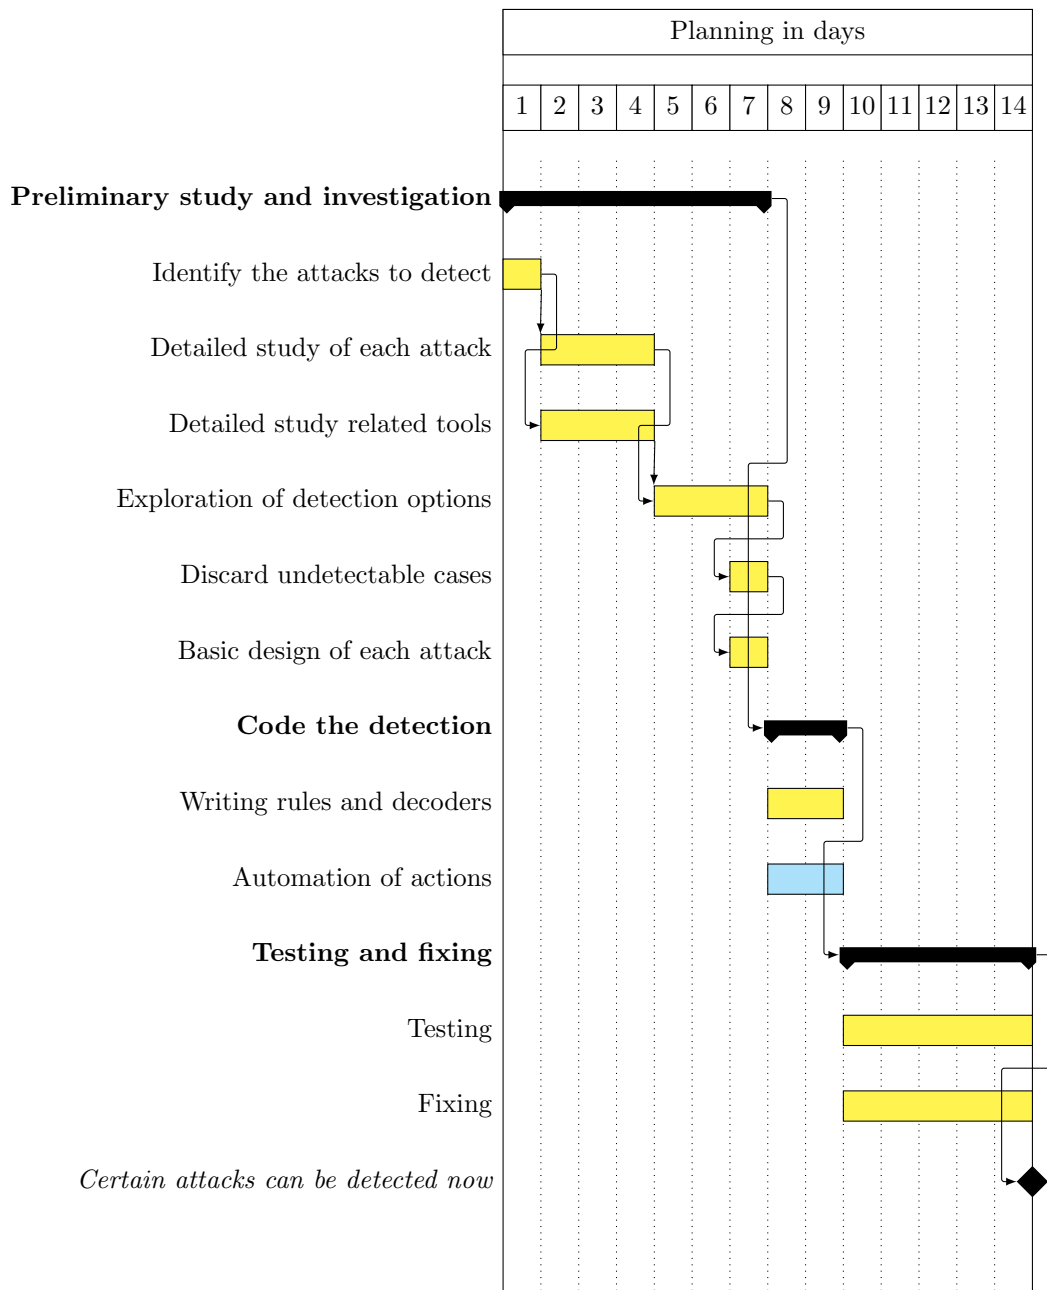 Planning in days
1 2 3 4 5 6 7 8 9 10 11 12 13 14
Preliminary study and investigation
Identify the attacks to detect
Detailed study of each attack
Detailed study related tools
Exploration of detection options
Discard undetectable cases
Basic design of each attack
Code the detection
Writing rules and decoders
Automation of actions
Testing and fixing
Testing
Fixing
Certain attacks can be detected now